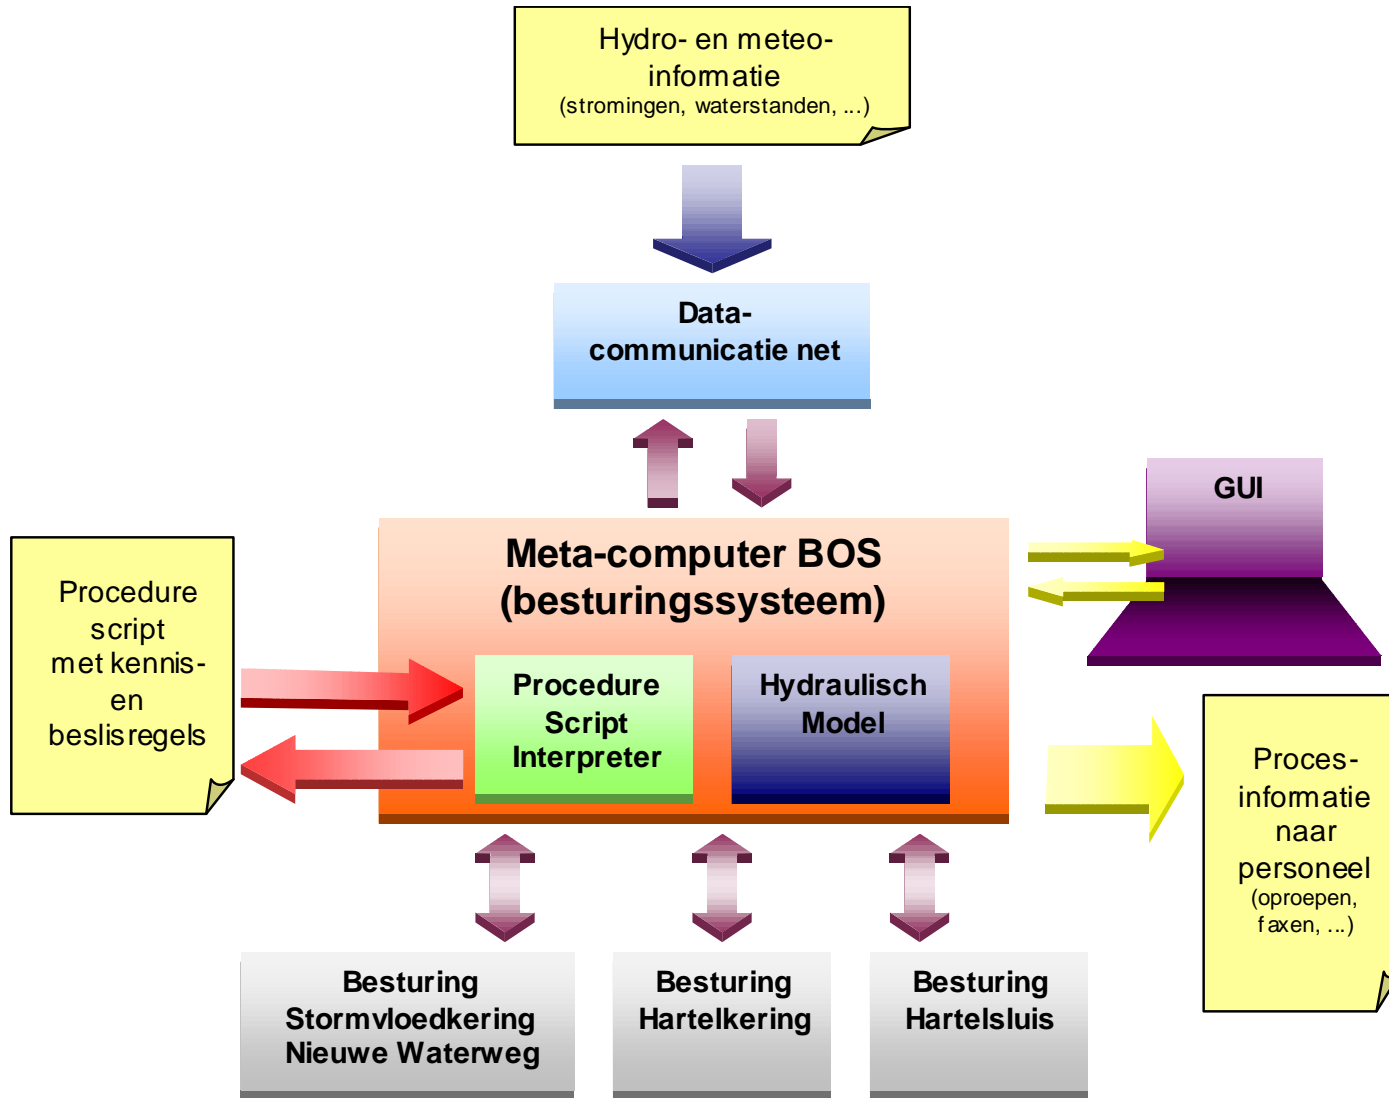 Hydro- en meteo-
informatie
(stromingen, waterstanden, ...)
Data-
communicatie net
GUI
Meta-computer BOS
(besturingssysteem)
Procedure
script
met kennis-
en
beslisregels
Procedure
Script
Interpreter
Hydraulisch
Model
Proces-
informatie
naar
personeel
(oproepen,
faxen, ...)
Besturing
Stormvloedkering
Nieuwe Waterweg
Besturing
Hartelkering
Besturing
Hartelsluis